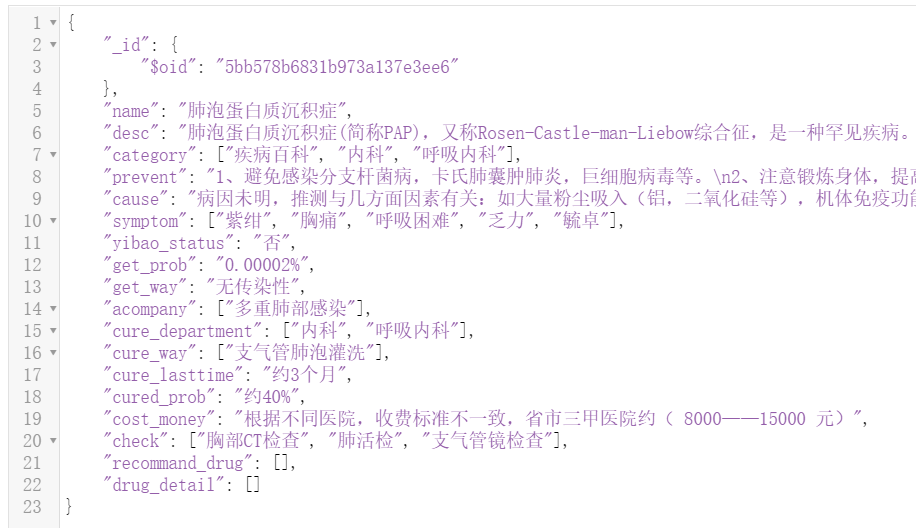 1 {
2 "_id": {
3 "$oid": "5bb578b6831b973a137e3ee6"
4 },
5 "name": "肺泡蛋白质沉积症",
6 "desc": "肺泡蛋白质沉积症(简称PAP)，又称Rosen-Castle-man-Liebow综合征，是一种罕见疾病。
7 "category": ["疾病百科", "内科", "呼吸内科"],
8 "prevent": "1、避免感染分支杆菌病，卡氏肺囊肿肺炎，巨细胞病毒等。\n2、注意锻炼身体，提高
9 "cause": "病因未明，推测与几方面因素有关：如大量粉尘吸入（铝，二氧化硅等），机体免疫功能
10 "symptom": ["紫绀", "胸痛", "呼吸困难", "乏力", "毓卓"],
11 "yibao_status": "否",
12 "get_prob": "0.00002%",
13 "get_way": "无传染性",
14 "acompany": ["多重肺部感染"],
15 "cure_department": ["内科", "呼吸内科"],
16 "cure_way": ["支气管肺泡灌洗"],
17 "cure_lasttime": "约3个月",
18 "cured_prob": "约40%",
19 "cost_money": "根据不同医院，收费标准不一致，省市三甲医院约（ 8000——15000 元）",
20 "check": ["胸部CT检查", "肺活检", "支气管镜检查"],
21 "recommand_drug": [],
22 "drug_detail": []
23 }